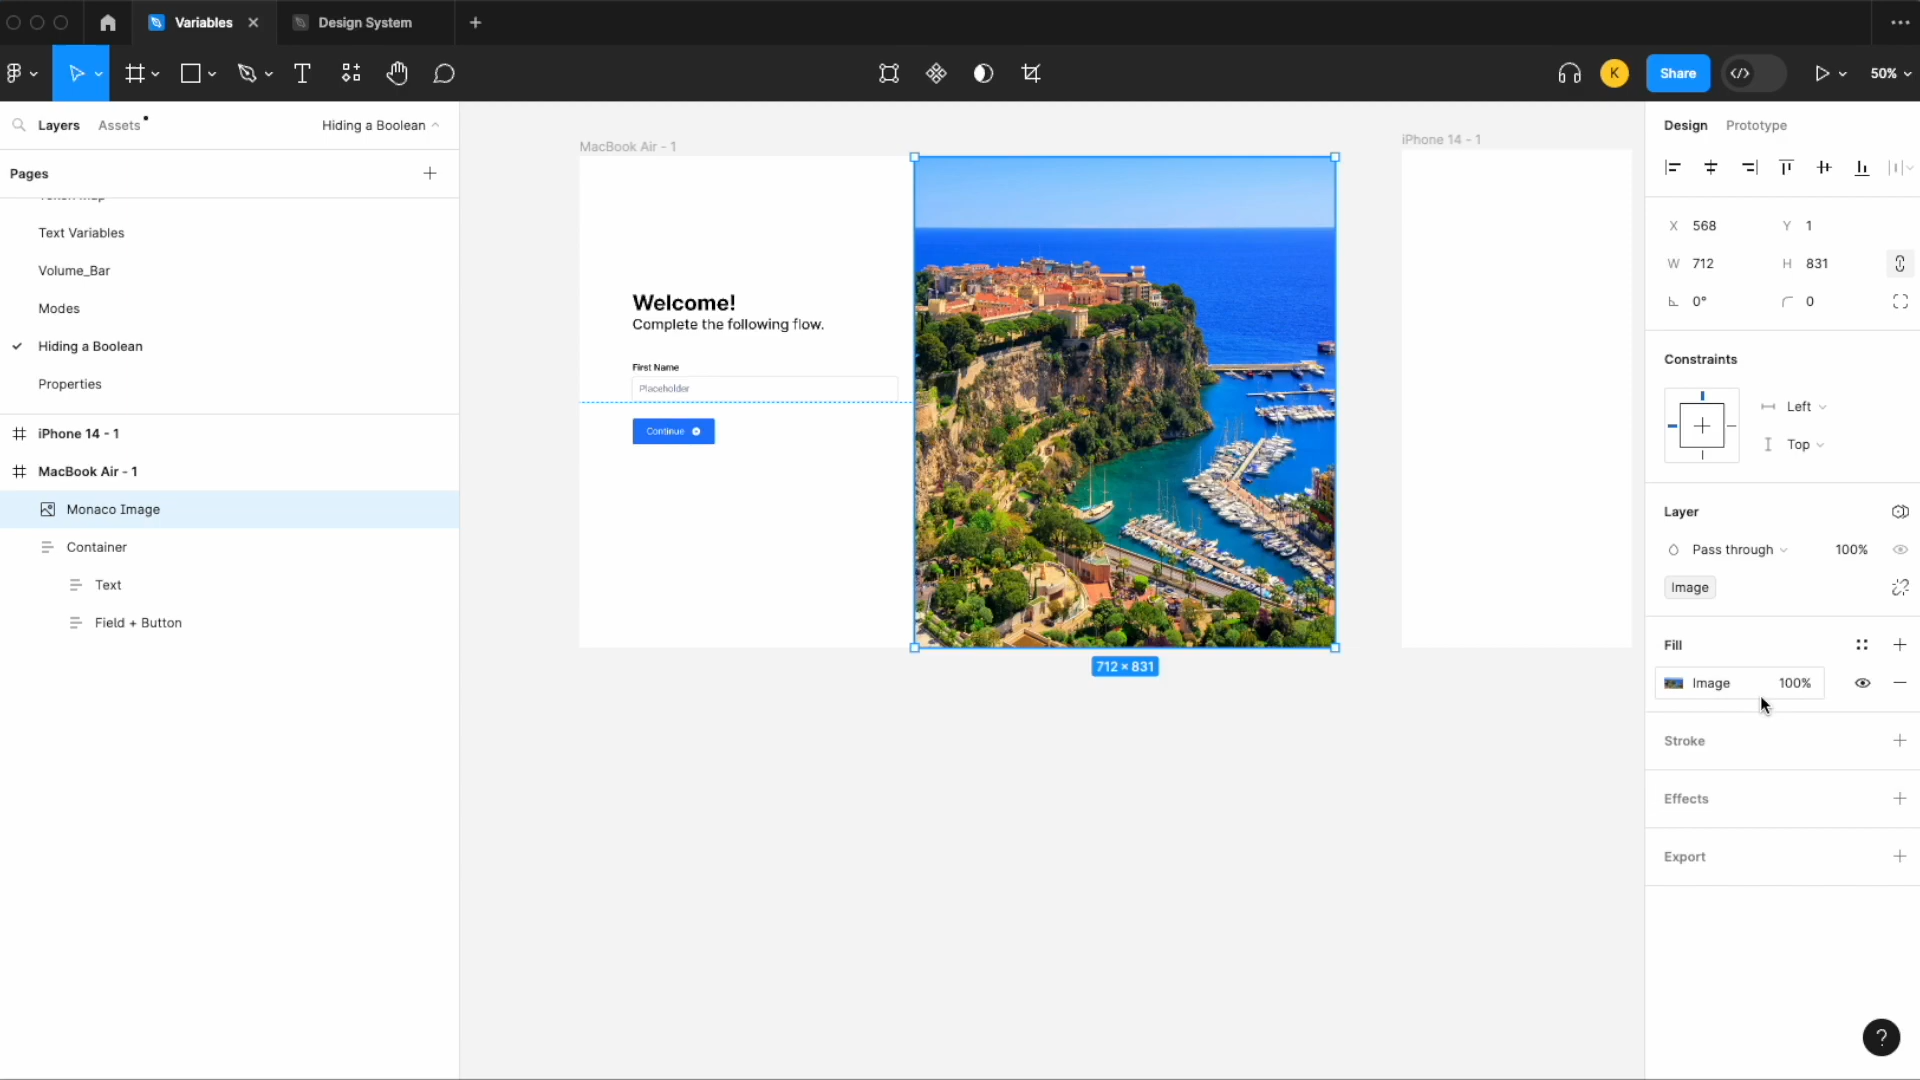 Variables
Design System
K
Share
50%
Layers
Assets
Hiding a Boolean
Pages
Text Variables
Volume_Bar
Modes
Hiding a Boolean
Properties
iPhone 14 - 1
MacBook Air - 1
Monaco Image
Container
Text
Field + Button
MacBook Air - 1
Welcome!
Complete the following flow.
First Name
Placeholder
Continue
712 × 831
iPhone 14 - 1
Design
Prototype
X 568
Y 1
W 712
H 831
0°
0
Constraints
Left
Top
Layer
Pass through
100%
Image
Fill
Image
100%
Stroke
Effects
Export
?